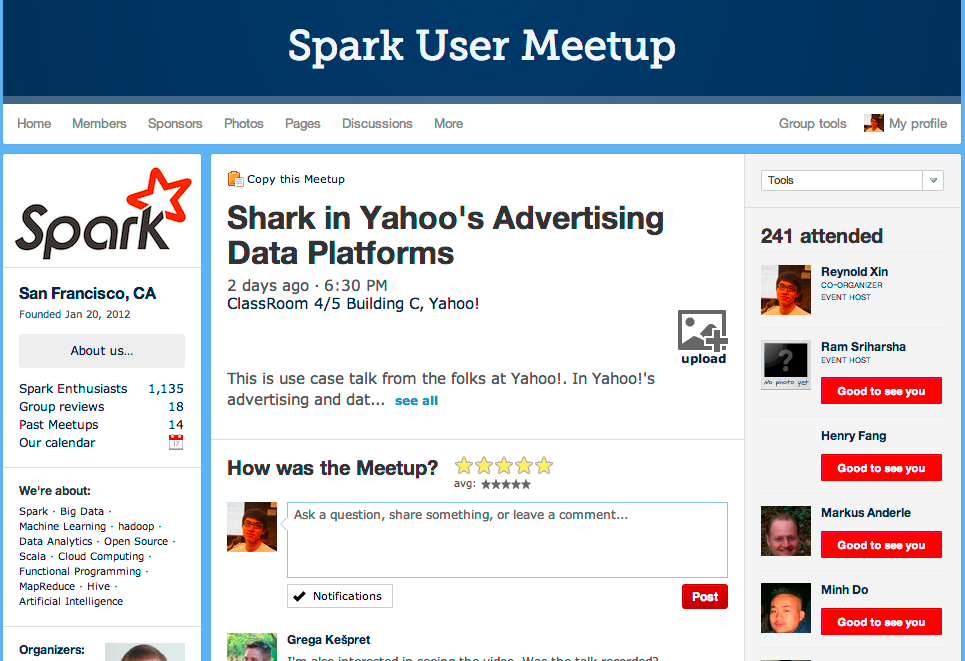 Spark User Meetup
Home Members Sponsors Photos Pages Discussions More Group tools My profile
Spark
San Francisco, CA
Founded Jan 20, 2012
About us...
Spark Enthusiasts 1,135
Group reviews 18
Past Meetups 14
Our calendar 17
We're about:
Spark · Big Data ·
Machine Learning · hadoop ·
Data Analytics · Open Source ·
Scala · Cloud Computing ·
Functional Programming ·
MapReduce · Hive ·
Artificial Intelligence
Organizers:
Copy this Meetup
Shark in Yahoo's Advertising
Data Platforms
2 days ago · 6:30 PM
ClassRoom 4/5 Building C, Yahoo!
upload
This is use case talk from the folks at Yahoo!. In Yahoo!'s
advertising and dat... see all
How was the Meetup?
avg:
Ask a question, share something, or leave a comment...
Notifications
Post
Grega Kešpret
I'm also interested in seeing the video. Was the talk recorded?
Tools
241 attended
Reynold Xin
CO-ORGANIZER
EVENT HOST
Ram Sriharsha
EVENT HOST
?
No photo yet
Good to see you
Henry Fang
Good to see you
Markus Anderle
Good to see you
Minh Do
Good to see you